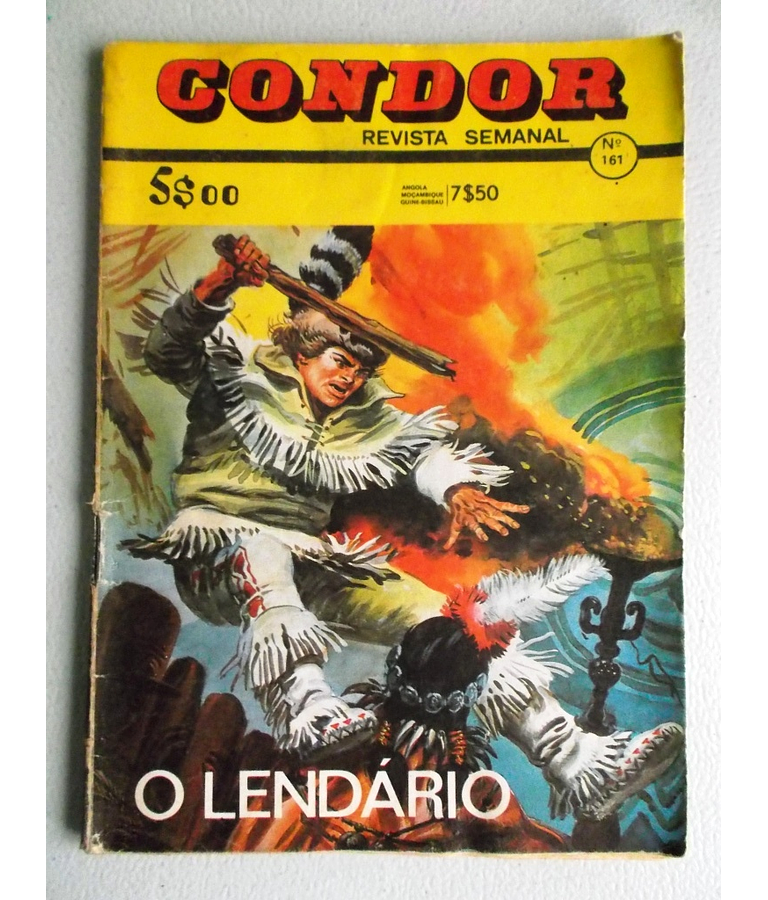 CONDOR
REVISTA SEMANAL
Nº
161
5$00
ANGOLA
MOÇAMBIQUE
GUINÉ-BISSAU
7$50
O LENDÁRIO